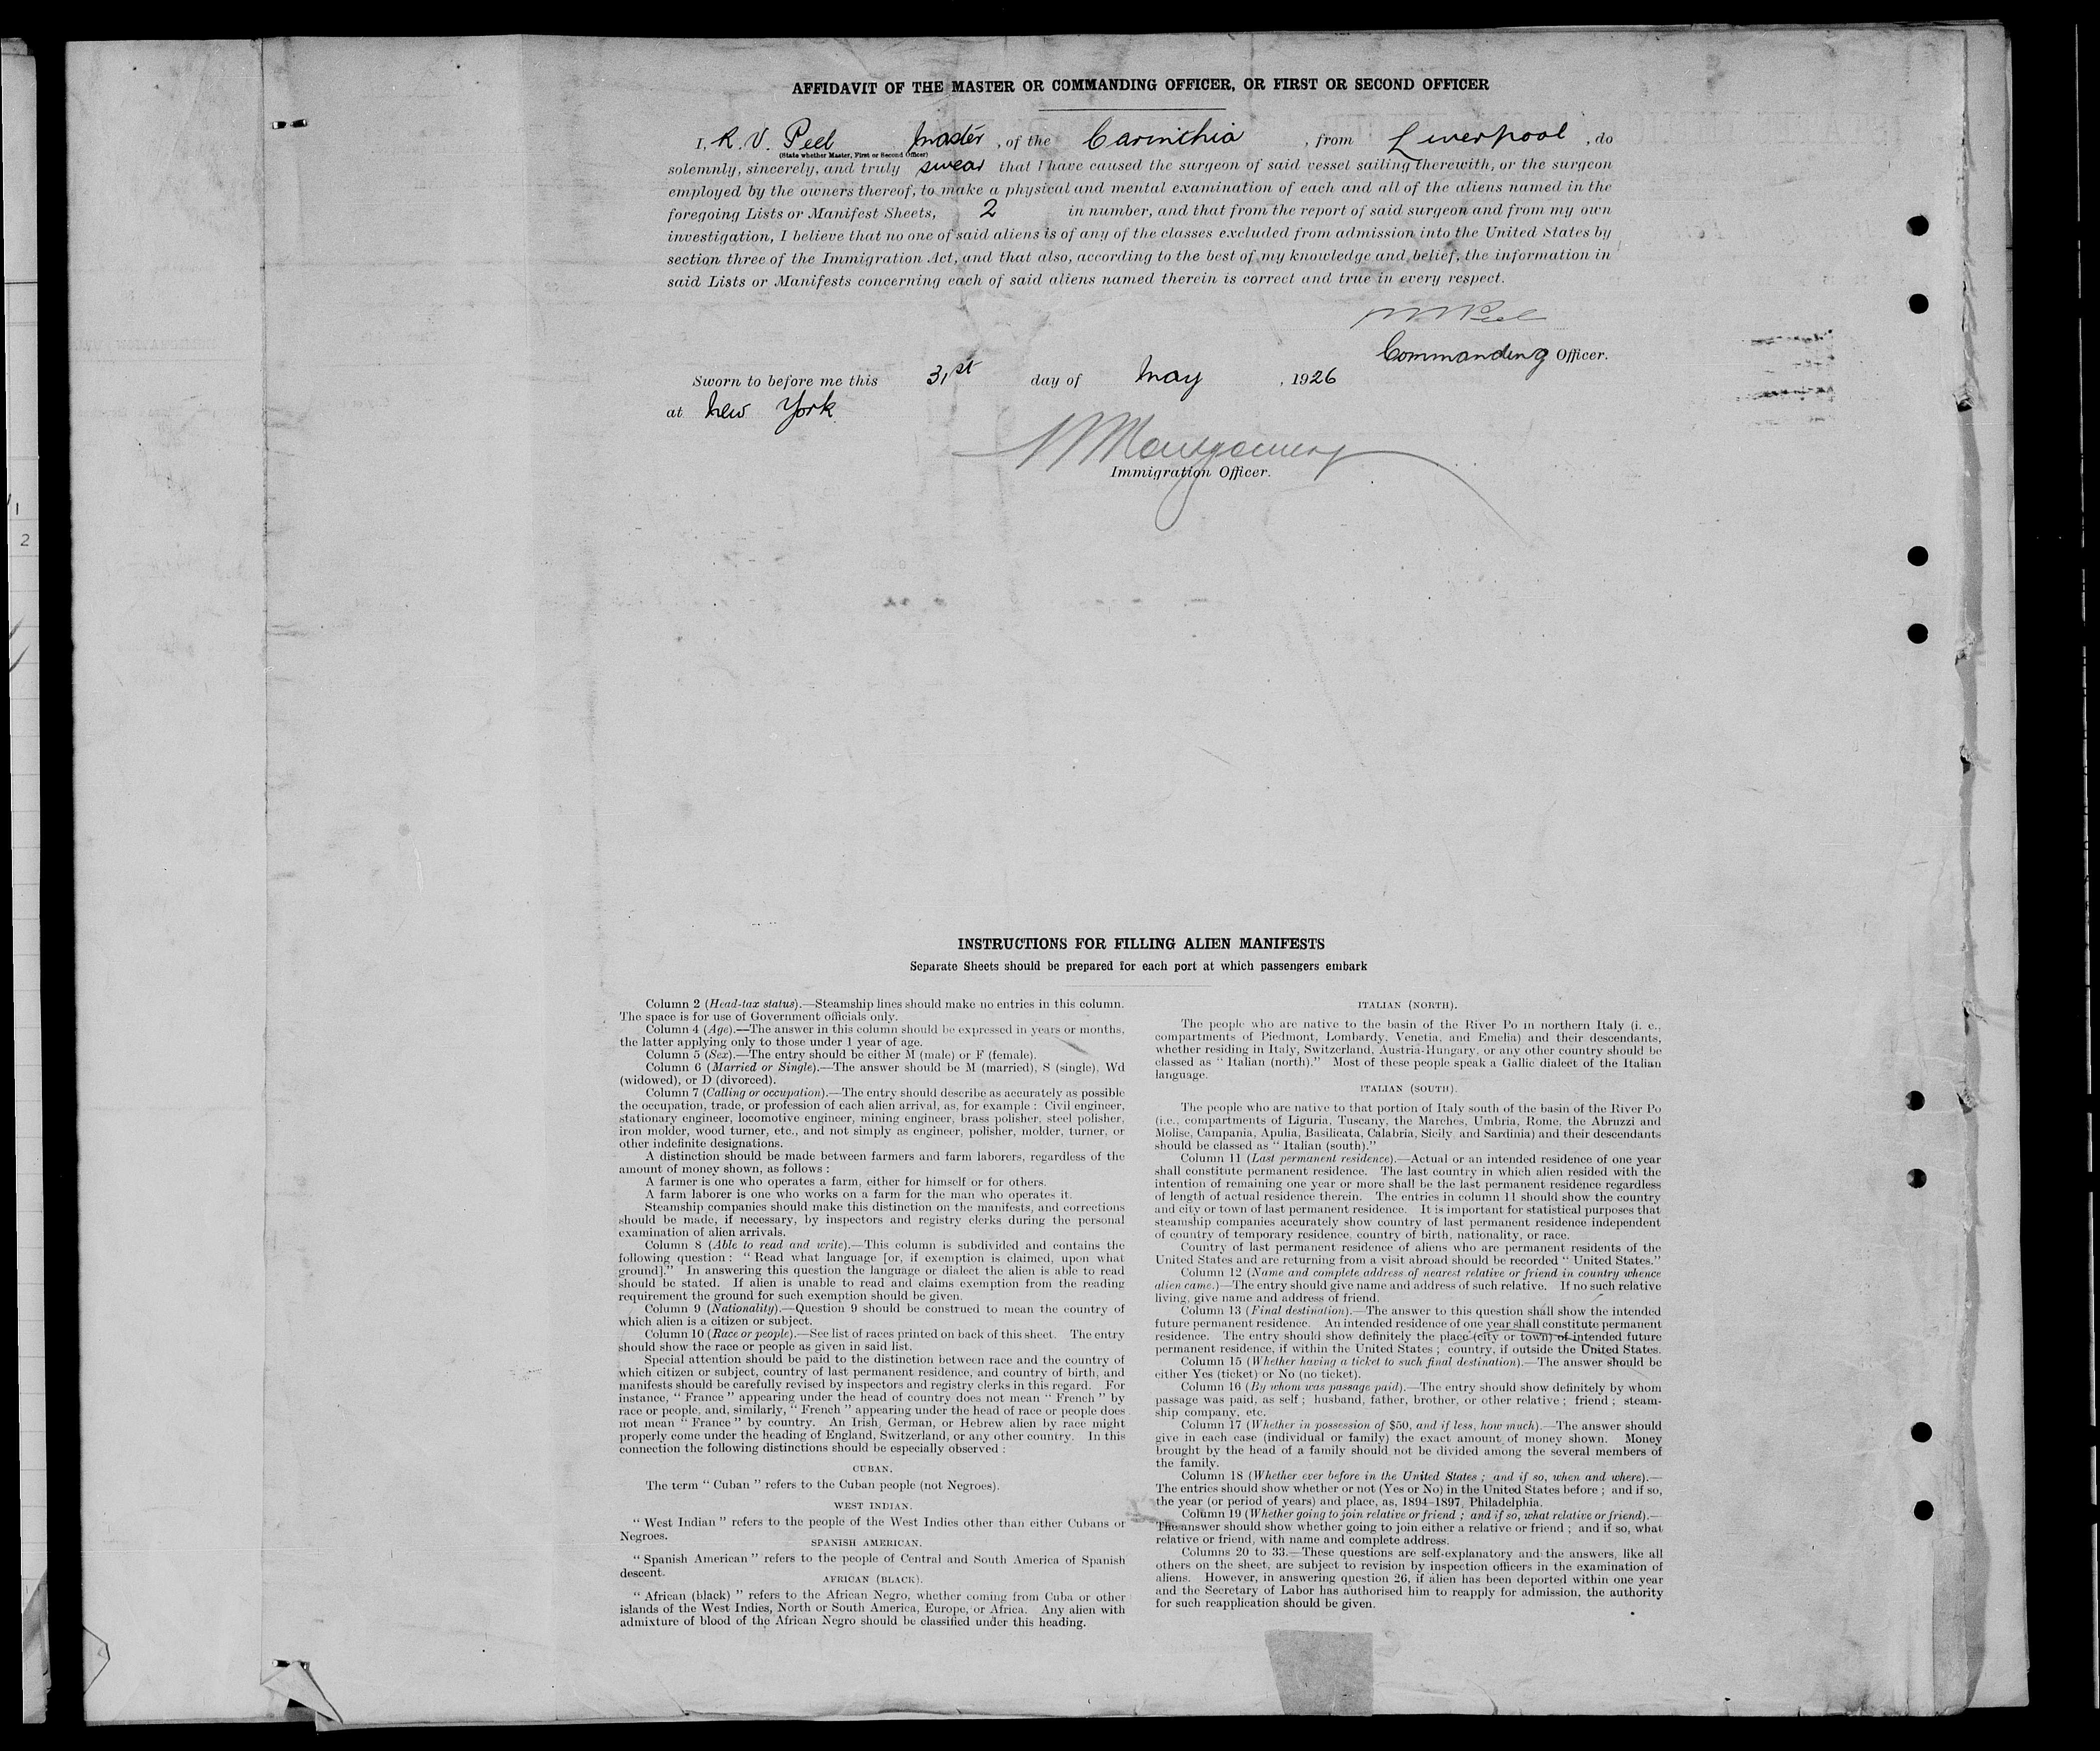 1
2
AFFIDAVIT OF THE MASTER OR COMMANDING OFFICER, OR FIRST OR SECOND OFFICER
I, R. V. Peel Master, of the Carinthia, from Liverpool, do
(State whether Master, First or Second Officer)
solemnly, sincerely, and truly swear that I have caused the surgeon of said vessel sailing therewith, or the surgeon
employed by the owners thereof, to make a physical and mental examination of each and all of the aliens named in the
foregoing Lists or Manifest Sheets, 2 in number, and that from the report of said surgeon and from my own
investigation, I believe that no one of said aliens is of any of the classes excluded from admission into the United States by
section three of the Immigration Act, and that also, according to the best of my knowledge and belief, the information in
said Lists or Manifests concerning each of said aliens named therein is correct and true in every respect.
Peel
Commanding Officer.
Sworn to before me this 31st day of May, 1926
at New York
Montgomery
Immigration Officer.
INSTRUCTIONS FOR FILLING ALIEN MANIFESTS
Separate Sheets should be prepared for each port at which passengers embark
Column 2 (Head-tax status).—Steamship lines should make no entries in this column.
The space is for use of Government officials only.
Column 4 (Age).—The answer in this column should be expressed in years or months,
the latter applying only to those under 1 year of age.
Column 5 (Sex).—The entry should be either M (male) or F (female).
Column 6 (Married or Single).—The answer should be M (married), S (single), Wd
(widowed), or D (divorced).
Column 7 (Calling or occupation).—The entry should describe as accurately as possible
the occupation, trade, or profession of each alien arrival, as, for example : Civil engineer,
stationary engineer, locomotive engineer, mining engineer, brass polisher, steel polisher,
iron molder, wood turner, etc., and not simply as engineer, polisher, molder, turner, or
other indefinite designations.
A distinction should be made between farmers and farm laborers, regardless of the
amount of money shown, as follows :
A farmer is one who operates a farm, either for himself or for others.
A farm laborer is one who works on a farm for the man who operates it.
Steamship companies should make this distinction on the manifests, and corrections
should be made, if necessary, by inspectors and registry clerks during the personal
examination of alien arrivals.
Column 8 (Able to read and write).—This column is subdivided and contains the
following question : “ Read what language [or, if exemption is claimed, upon what
ground].” In answering this question the language or dialect the alien is able to read
should be stated. If alien is unable to read and claims exemption from the reading
requirement the ground for such exemption should be given.
Column 9 (Nationality).—Question 9 should be construed to mean the country of
which alien is a citizen or subject.
Column 10 (Race or people).—See list of races printed on back of this sheet. The entry
should show the race or people as given in said list.
Special attention should be paid to the distinction between race and the country of
which citizen or subject, country of last permanent residence, and country of birth, and
manifests should be carefully revised by inspectors and registry clerks in this regard. For
instance, “ France ” appearing under the head of country does not mean “ French ” by
race or people, and, similarly, “ French ” appearing under the head of race or people does
not mean “ France ” by country. An Irish, German, or Hebrew alien by race might
properly come under the heading of England, Switzerland, or any other country. In this
connection the following distinctions should be especially observed :
CUBAN.
The term “ Cuban ” refers to the Cuban people (not Negroes).
WEST INDIAN.
“ West Indian ” refers to the people of the West Indies other than either Cubans or
Negroes.
SPANISH AMERICAN.
“ Spanish American ” refers to the people of Central and South America of Spanish
descent.
AFRICAN (BLACK).
“ African (black) ” refers to the African Negro, whether coming from Cuba or other
islands of the West Indies, North or South America, Europe, or Africa. Any alien with
admixture of blood of the African Negro should be classified under this heading.
ITALIAN (NORTH).
The people who are native to the basin of the River Po in northern Italy (i. e.,
compartments of Piedmont, Lombardy, Venetia, and Emelia) and their descendants,
whether residing in Italy, Switzerland, Austria-Hungary, or any other country should be
classed as “ Italian (north).” Most of these people speak a Gallic dialect of the Italian
language.
ITALIAN (SOUTH).
The people who are native to that portion of Italy south of the basin of the River Po
(i.e., compartments of Liguria, Tuscany, the Marches, Umbria, Rome, the Abruzzi and
Molise, Campania, Apulia, Basilicata, Calabria, Sicily, and Sardinia) and their descendants
should be classed as “ Italian (south).”
Column 11 (Last permanent residence).—Actual or an intended residence of one year
shall constitute permanent residence. The last country in which alien resided with the
intention of remaining one year or more shall be the last permanent residence regardless
of length of actual residence therein. The entries in column 11 should show the country
and city or town of last permanent residence. It is important for statistical purposes that
steamship companies accurately show country of last permanent residence independent
of country of temporary residence, country of birth, nationality, or race.
Country of last permanent residence of aliens who are permanent residents of the
United States and are returning from a visit abroad should be recorded “ United States.”
Column 12 (Name and complete address of nearest relative or friend in country whence
alien came.)—The entry should give name and address of such relative. If no such relative
living, give name and address of friend.
Column 13 (Final destination).—The answer to this question shall show the intended
future permanent residence. An intended residence of one year shall constitute permanent
residence. The entry should show definitely the place (city or town) of intended future
permanent residence, if within the United States ; country, if outside the United States.
Column 15 (Whether having a ticket to such final destination).—The answer should be
either Yes (ticket) or No (no ticket).
Column 16 (By whom was passage paid).—The entry should show definitely by whom
passage was paid, as self ; husband, father, brother, or other relative ; friend ; steam-
ship company, etc.
Column 17 (Whether in possession of $50, and if less, how much).—The answer should
give in each case (individual or family) the exact amount of money shown. Money
brought by the head of a family should not be divided among the several members of
the family.
Column 18 (Whether ever before in the United States ; and if so, when and where).—
The entries should show whether or not (Yes or No) in the United States before ; and if so,
the year (or period of years) and place, as, 1894-1897, Philadelphia.
Column 19 (Whether going to join relative or friend ; and if so, what relative or friend).—
The answer should show whether going to join either a relative or friend ; and if so, what
relative or friend, with name and complete address.
Columns 20 to 33.—These questions are self-explanatory and the answers, like all
others on the sheet, are subject to revision by inspection officers in the examination of
aliens. However, in answering question 26, if alien has been deported within one year
and the Secretary of Labor has authorised him to reapply for admission, the authority
for such reapplication should be given.